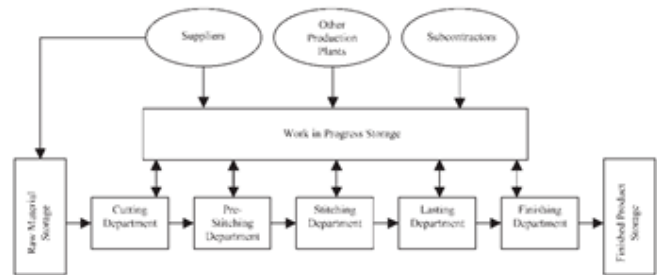 Suppliers
Other
Production
Plants
Subcontractors
Work in Progress Storage
Raw Material
Storage
Cutting
Department
Pre-
Stitching
Department
Stitching
Department
Lasting
Department
Finishing
Department
Finished Product
Storage